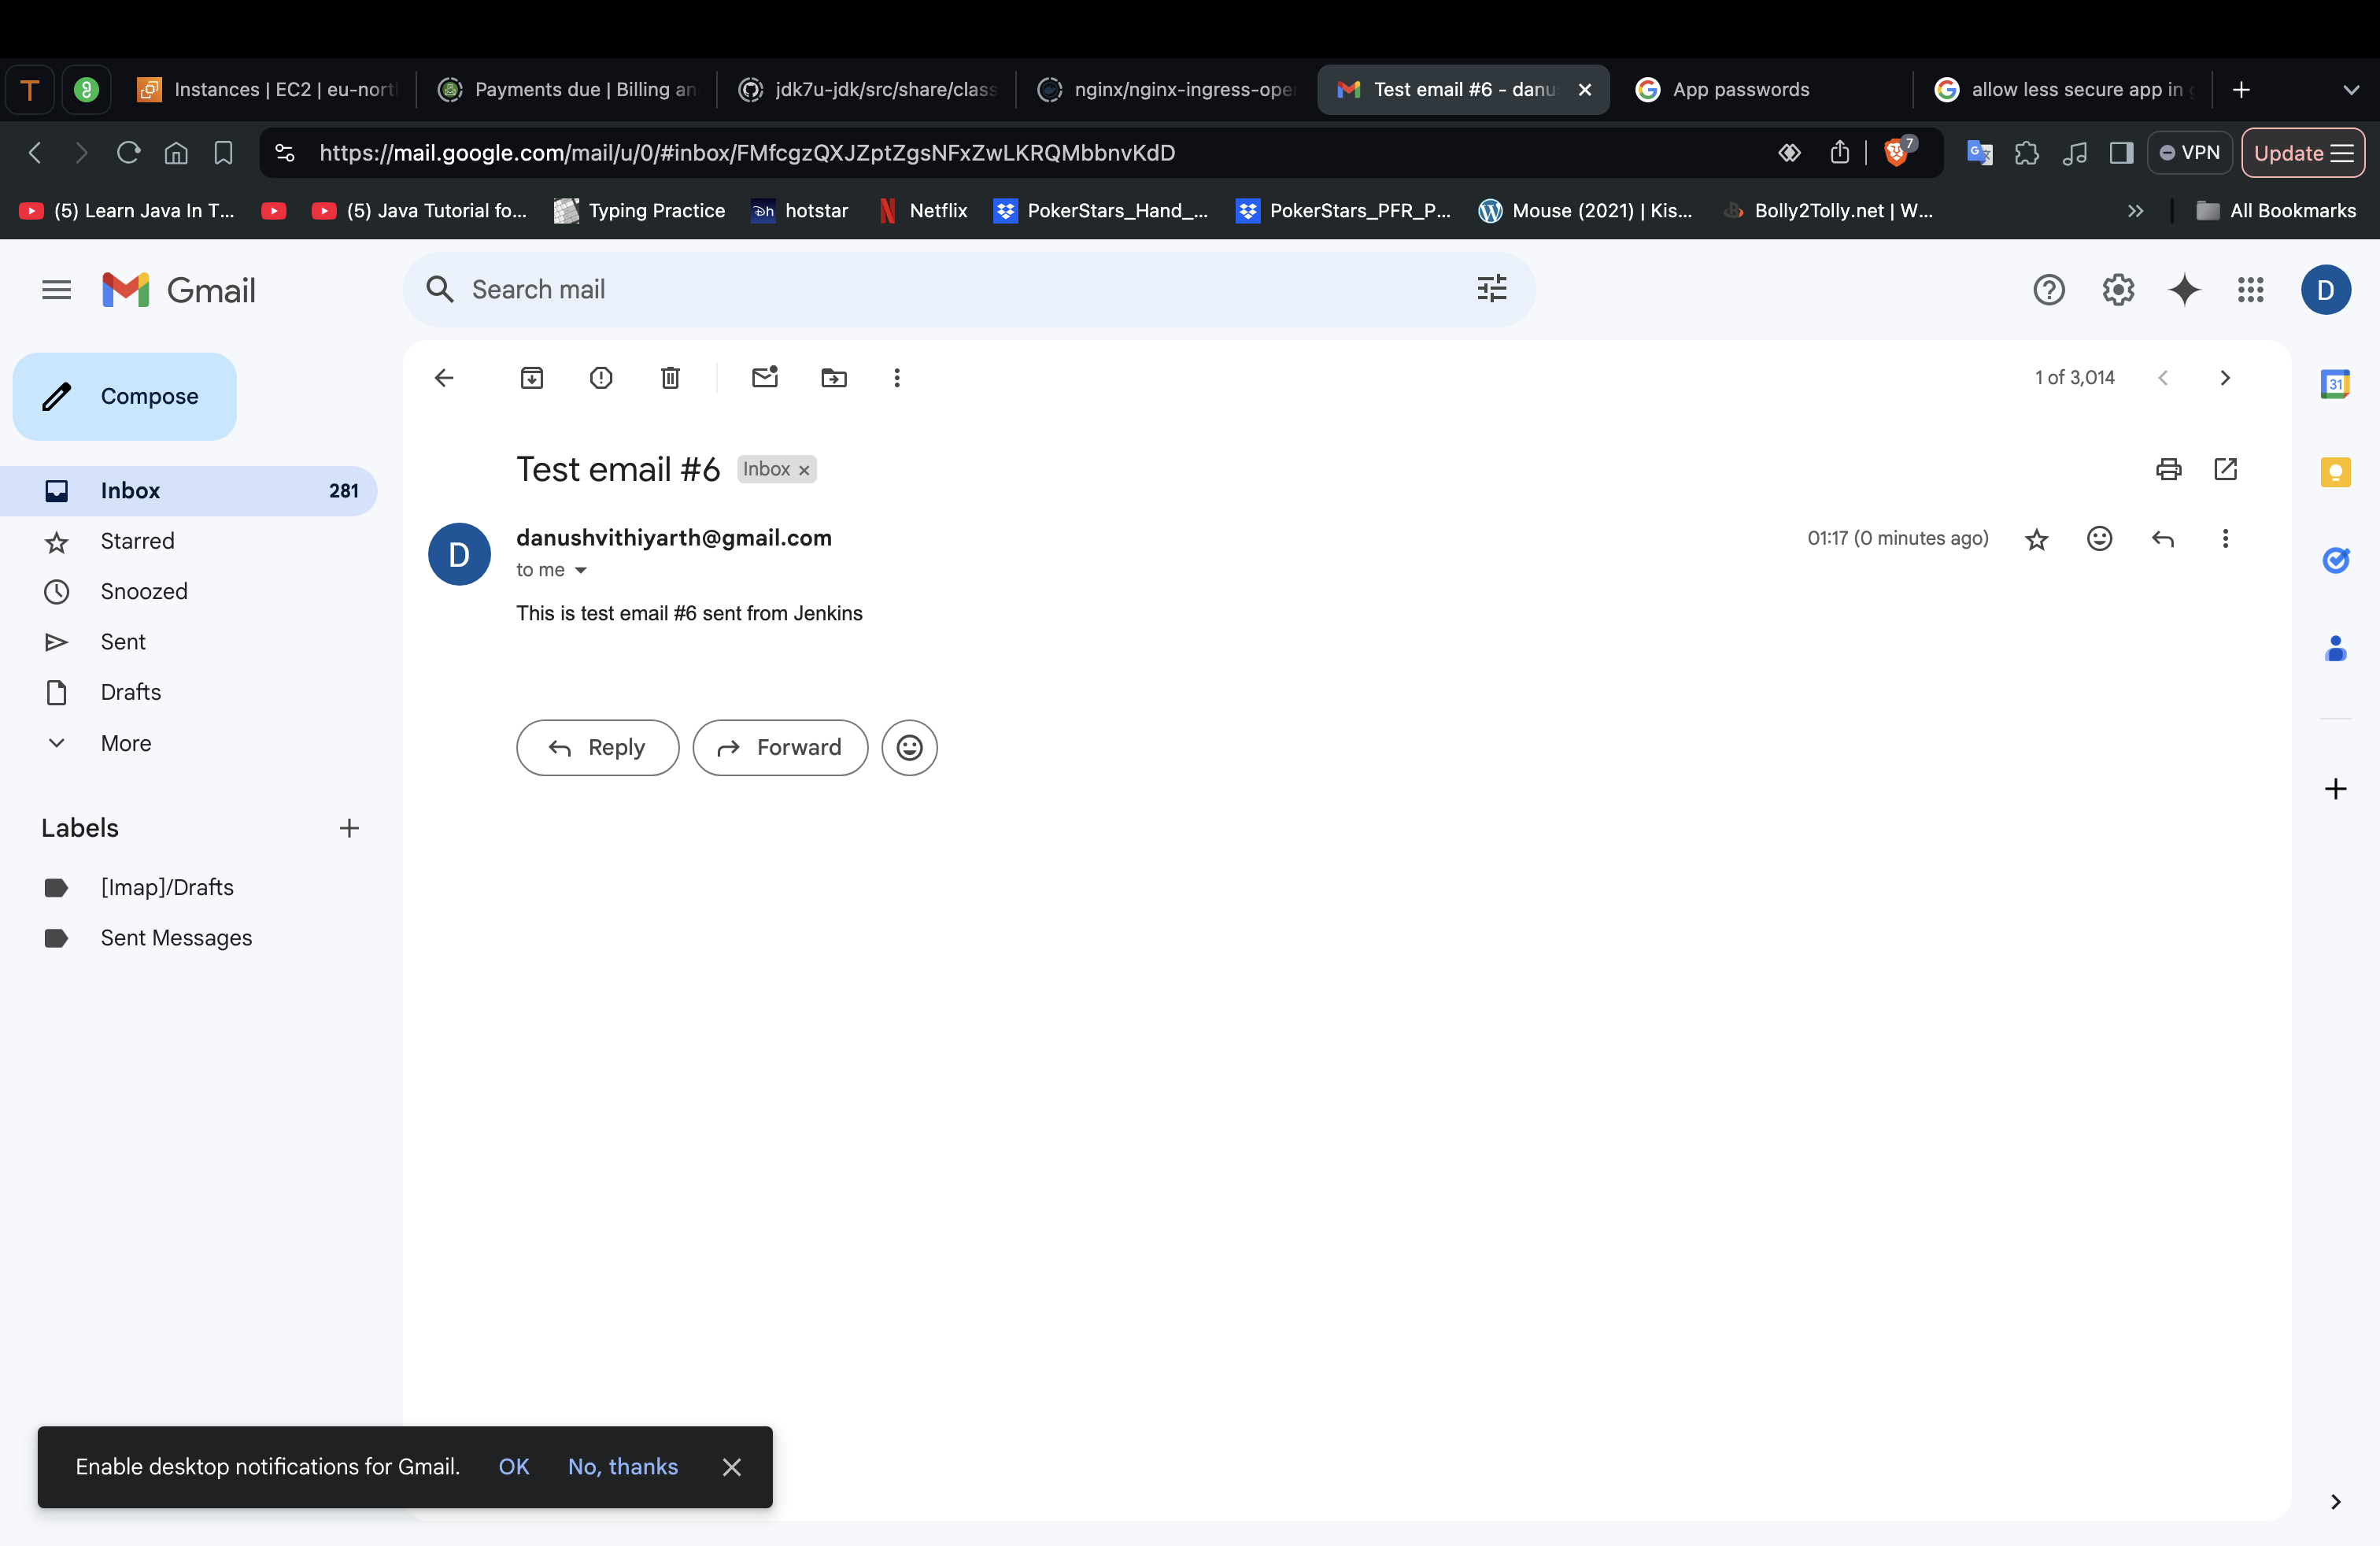 T
Instances | EC2 | eu-nort
Payments due | Billing an
jdk7u-jdk/src/share/class
nginx/nginx-ingress-oper
Test email #6 - danu
App passwords
allow less secure app in g
https://mail.google.com/mail/u/0/#inbox/FMfcgzQXJZptZgsNFxZwLKRQMbbnvKdD
7
VPN
Update
(5) Learn Java In T...
(5) Java Tutorial fo...
Typing Practice
hotstar
Netflix
PokerStars_Hand_...
PokerStars_PFR_P...
Mouse (2021) | Kis...
Bolly2Tolly.net | W...
All Bookmarks
Gmail
Search mail
D
Compose
1 of 3,014
Inbox 281
Starred
Snoozed
Sent
Drafts
More
Labels
[Imap]/Drafts
Sent Messages
Test email #6 Inbox
D
danushvithiyarth@gmail.com
01:17 (0 minutes ago)
to me
This is test email #6 sent from Jenkins
Reply
Forward
31
Enable desktop notifications for Gmail. OK No, thanks